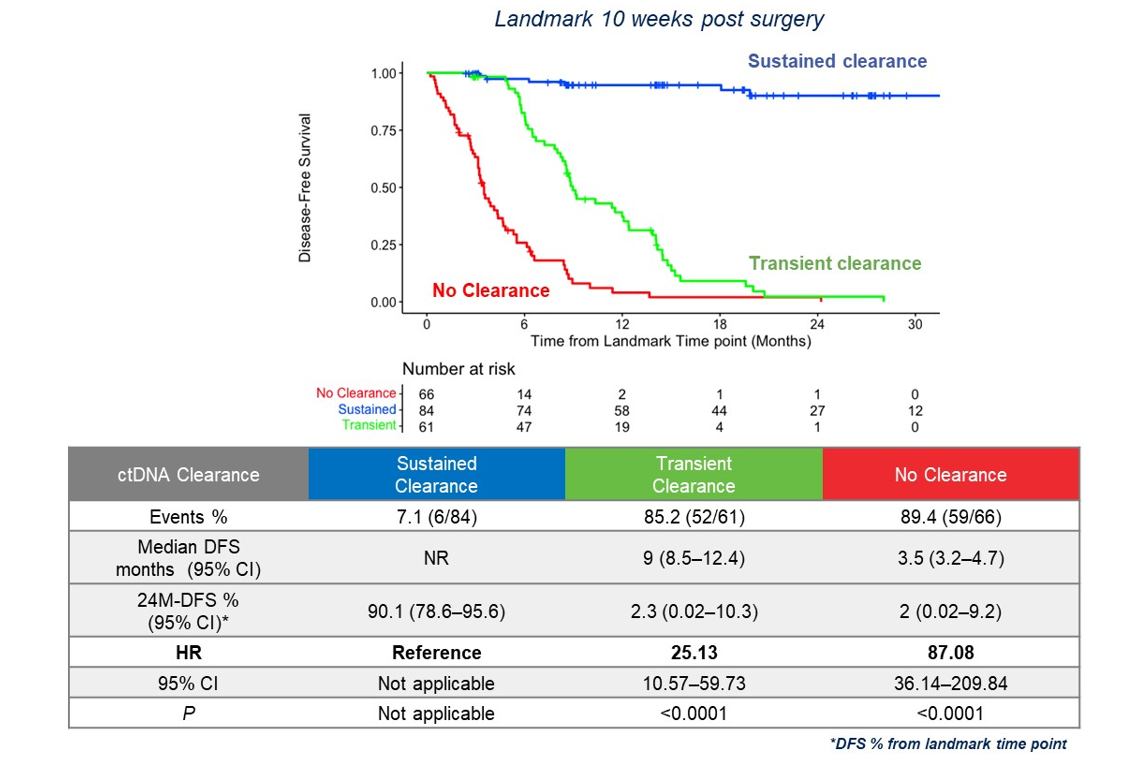 Landmark 10 weeks post surgery
Sustained clearance
1.00
0.75
0.50
0.25
0.00
Disease-Free Survival
Transient clearance
No Clearance
0 6 12 18 24 30
Time from Landmark Time point (Months)
Number at risk
No Clearance 66 14 2 1 1 0
Sustained 84 74 58 44 27 12
Transient 61 47 19 4 1 0
ctDNA Clearance Sustained Clearance Transient Clearance No Clearance
Events % 7.1 (6/84) 85.2 (52/61) 89.4 (59/66)
Median DFS months (95% CI) NR 9 (8.5–12.4) 3.5 (3.2–4.7)
24M-DFS % (95% CI)* 90.1 (78.6–95.6) 2.3 (0.02–10.3) 2 (0.02–9.2)
HR Reference 25.13 87.08
95% CI Not applicable 10.57–59.73 36.14–209.84
P Not applicable <0.0001 <0.0001
*DFS % from landmark time point